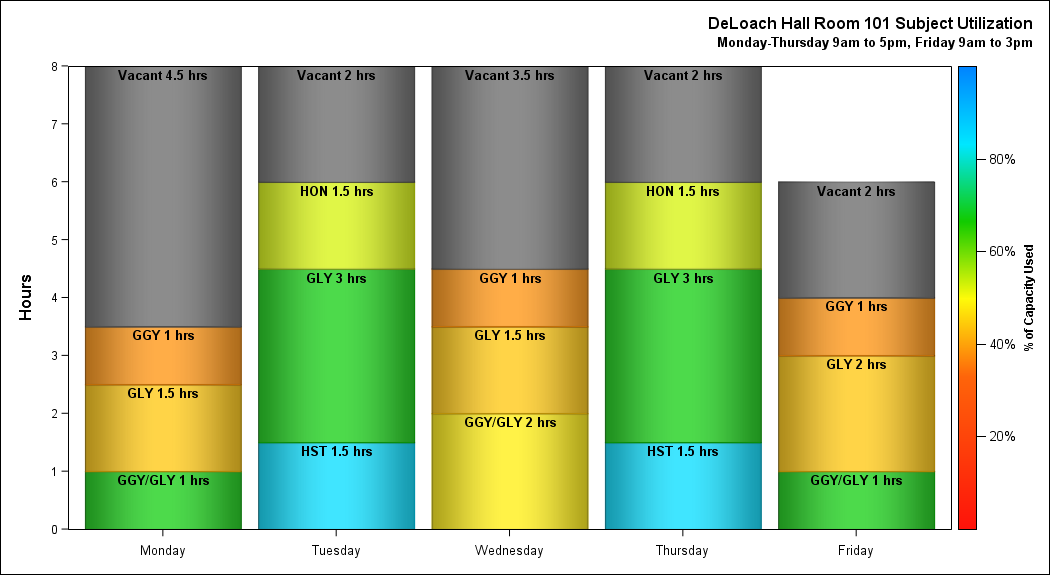 DeLoach Hall Room 101 Subject Utilization
Monday-Thursday 9am to 5pm, Friday 9am to 3pm
Hours
8
7
6
5
4
3
2
1
0
Vacant 4.5 hrs
GGY 1 hrs
GLY 1.5 hrs
GGY/GLY 1 hrs
Vacant 2 hrs
HON 1.5 hrs
GLY 3 hrs
HST 1.5 hrs
Vacant 3.5 hrs
GGY 1 hrs
GLY 1.5 hrs
GGY/GLY 2 hrs
Vacant 2 hrs
HON 1.5 hrs
GLY 3 hrs
HST 1.5 hrs
Vacant 2 hrs
GGY 1 hrs
GLY 2 hrs
GGY/GLY 1 hrs
Monday
Tuesday
Wednesday
Thursday
Friday
80%
60%
40%
20%
% of Capacity Used